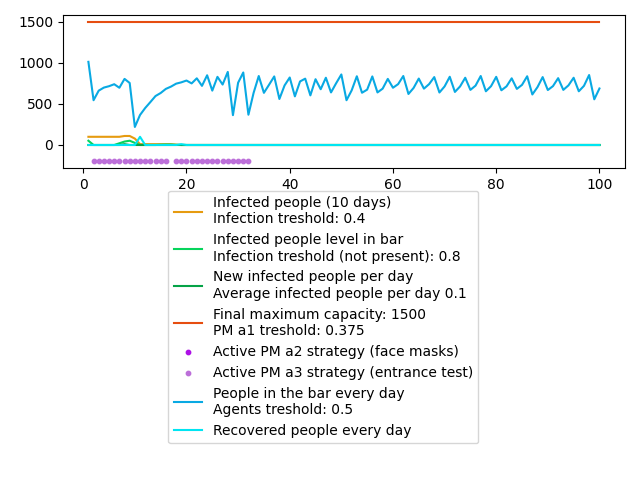 1500
1000
500
0
0 20 40 60 80 100
Infected people (10 days)
Infection treshold: 0.4
Infected people level in bar
Infection treshold (not present): 0.8
New infected people per day
Average infected people per day 0.1
Final maximum capacity: 1500
PM a1 treshold: 0.375
Active PM a2 strategy (face masks)
Active PM a3 strategy (entrance test)
People in the bar every day
Agents treshold: 0.5
Recovered people every day